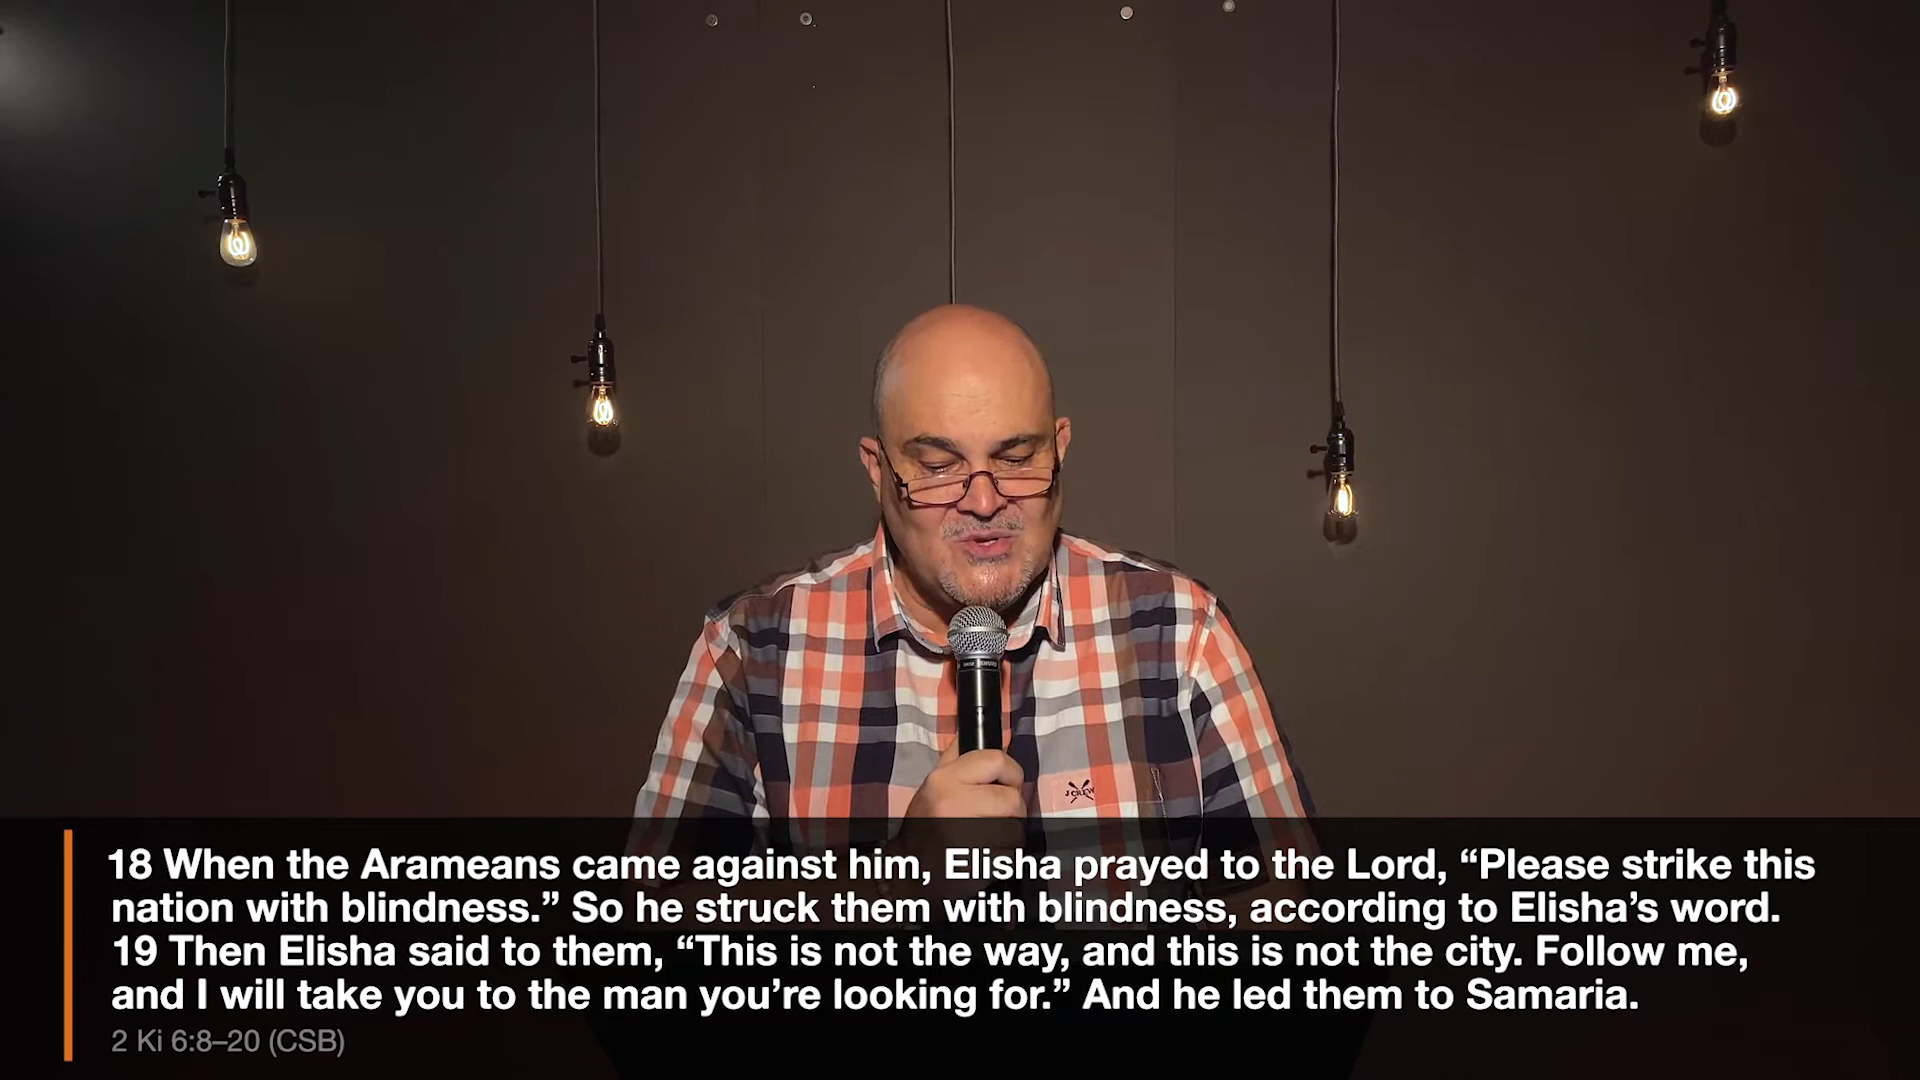 J.CREW
18 When the Arameans came against him, Elisha prayed to the Lord, “Please strike this
nation with blindness.” So he struck them with blindness, according to Elisha’s word.
19 Then Elisha said to them, “This is not the way, and this is not the city. Follow me,
and I will take you to the man you’re looking for.” And he led them to Samaria.
2 Ki 6:8–20 (CSB)